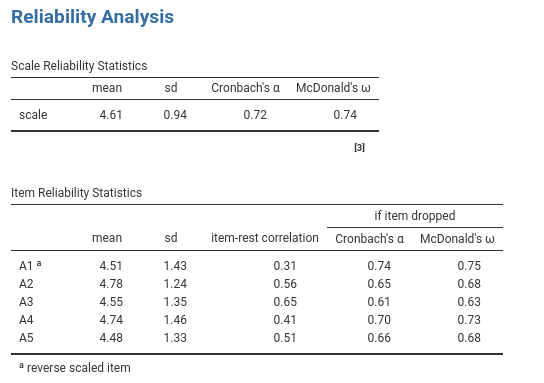 Reliability Analysis
Scale Reliability Statistics
mean sd Cronbach's α McDonald's ω
scale 4.61 0.94 0.72 0.74
[3]
Item Reliability Statistics
if item dropped
mean sd item-rest correlation Cronbach's α McDonald's ω
A1 ᵃ 4.51 1.43 0.31 0.74 0.75
A2 4.78 1.24 0.56 0.65 0.68
A3 4.55 1.35 0.65 0.61 0.63
A4 4.74 1.46 0.41 0.70 0.73
A5 4.48 1.33 0.51 0.66 0.68
ᵃ reverse scaled item